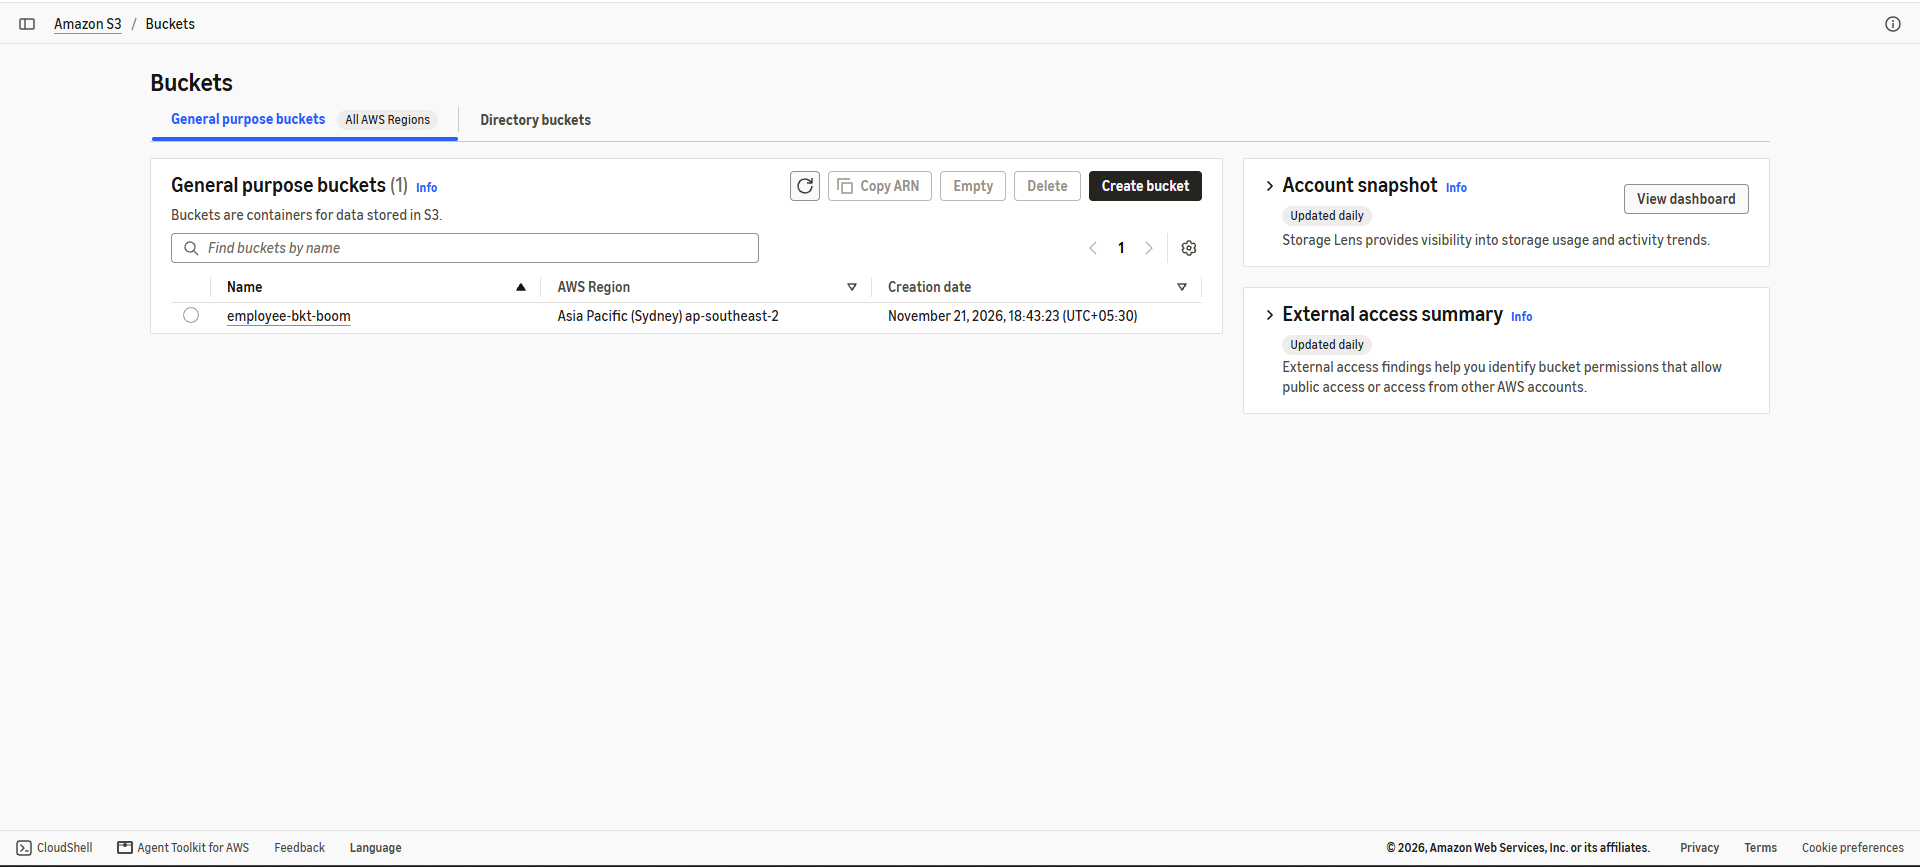 Amazon S3 / Buckets
Buckets
General purpose buckets All AWS Regions Directory buckets
General purpose buckets (1) Info
Copy ARN Empty Delete Create bucket
Buckets are containers for data stored in S3.
Find buckets by name
1
Name AWS Region Creation date
employee-bkt-boom Asia Pacific (Sydney) ap-southeast-2 November 21, 2026, 18:43:23 (UTC+05:30)
Account snapshot Info
View dashboard
Updated daily
Storage Lens provides visibility into storage usage and activity trends.
External access summary Info
Updated daily
External access findings help you identify bucket permissions that allow
public access or access from other AWS accounts.
CloudShell Agent Toolkit for AWS Feedback Language © 2026, Amazon Web Services, Inc. or its affiliates. Privacy Terms Cookie preferences